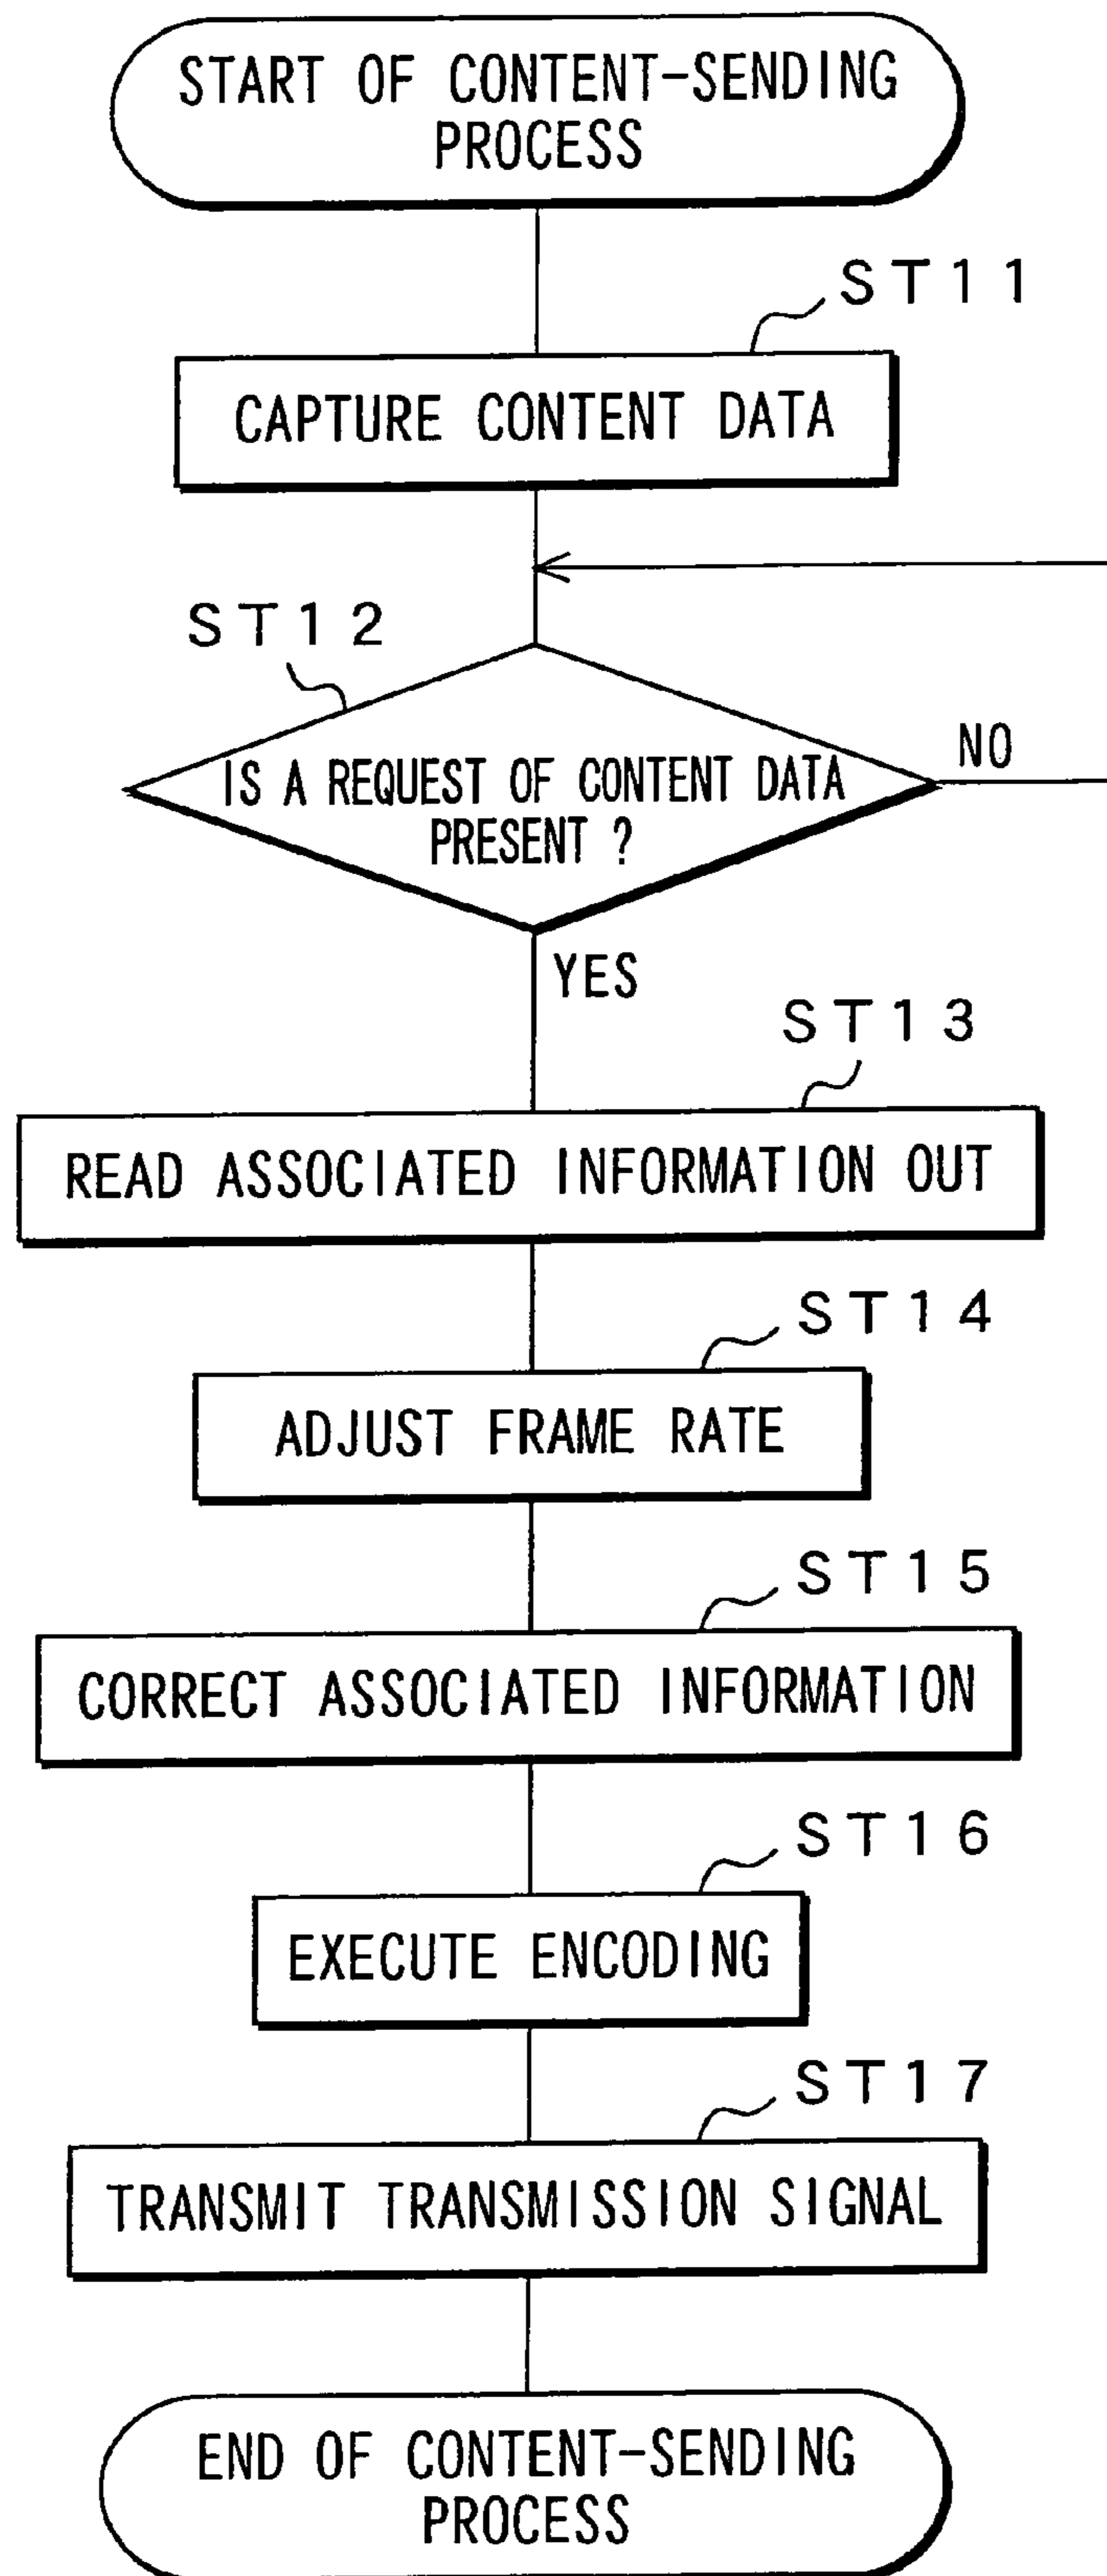 START OF CONTENT-SENDING
PROCESS
ST11
CAPTURE CONTENT DATA
ST12
IS A REQUEST OF CONTENT DATA
PRESENT ?
NO
YES
ST13
READ ASSOCIATED INFORMATION OUT
ST14
ADJUST FRAME RATE
ST15
CORRECT ASSOCIATED INFORMATION
ST16
EXECUTE ENCODING
ST17
TRANSMIT TRANSMISSION SIGNAL
END OF CONTENT-SENDING
PROCESS